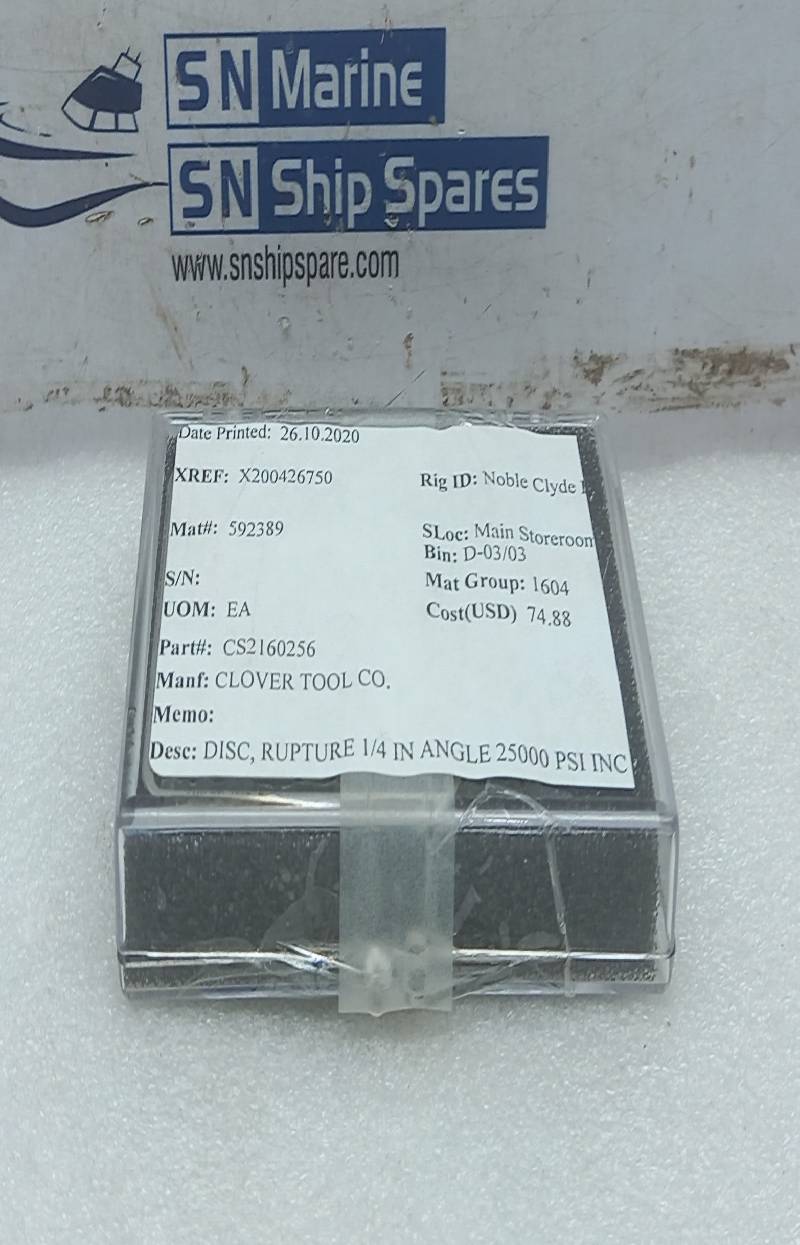 SN Marine
SN Ship Spares
www.snshipspare.com
Date Printed: 26.10.2020
XREF: X200426750
Rig ID: Noble Clyde
Mat#: 592389
SLoc: Main Storeroom
Bin: D-03/03
S/N:
Mat Group: 1604
UOM: EA
Cost(USD) 74.88
Part#: CS2160256
Manf: CLOVER TOOL CO.
Memo:
Desc: DISC, RUPTURE 1/4 IN ANGLE 25000 PSI INC